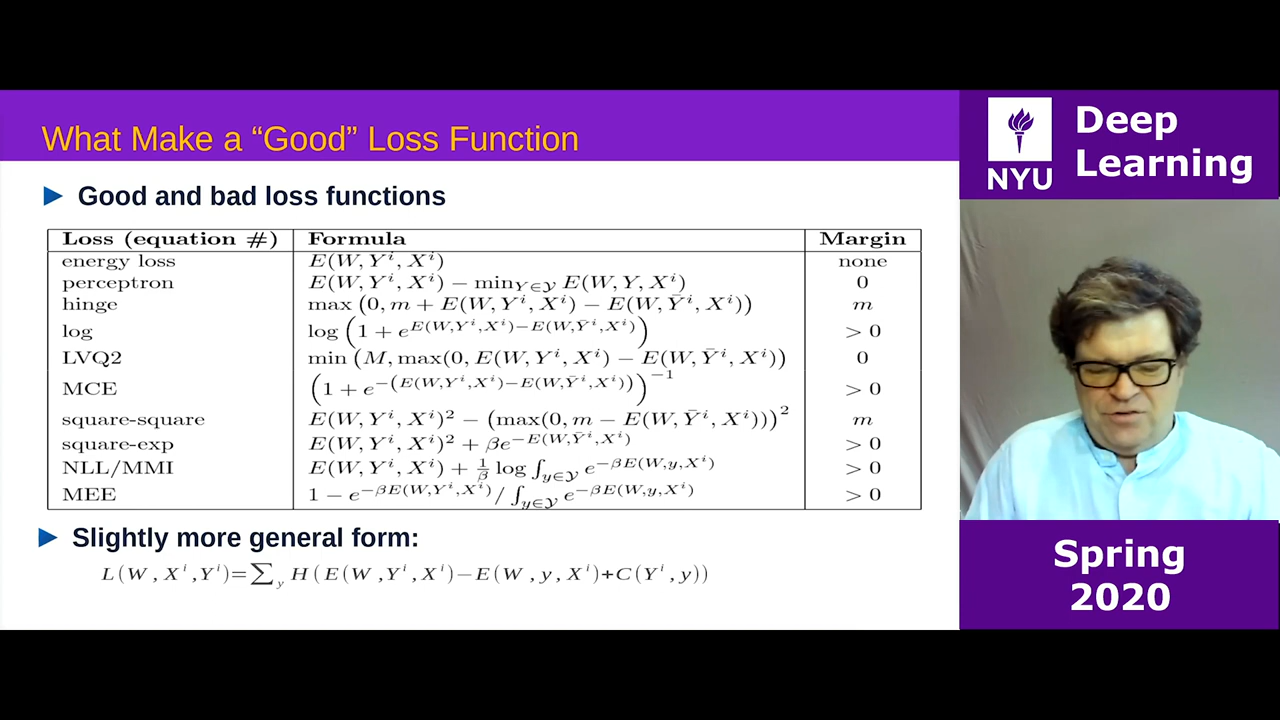 What Make a “Good” Loss Function
► Good and bad loss functions
Loss (equation #) Formula Margin
energy loss E(W, Y^i, X^i) none
perceptron E(W, Y^i, X^i) − min_{Y∈𝒴} E(W, Y, X^i) 0
hinge max (0, m + E(W, Y^i, X^i) − E(W, Ȳ^i, X^i)) m
log log (1 + e^{E(W,Y^i,X^i)−E(W,Ȳ^i,X^i)}) > 0
LVQ2 min (M, max(0, E(W, Y^i, X^i) − E(W, Ȳ^i, X^i)) 0
MCE (1 + e^{−(E(W,Y^i,X^i)−E(W,Ȳ^i,X^i))})^{−1} > 0
square-square E(W, Y^i, X^i)^2 − (max(0, m − E(W, Ȳ^i, X^i)))^2 m
square-exp E(W, Y^i, X^i)^2 + βe^{−E(W,Ȳ^i,X^i)} > 0
NLL/MMI E(W, Y^i, X^i) + 1/β log ∫_{y∈𝒴} e^{−βE(W,y,X^i)} > 0
MEE 1 − e^{−βE(W,Y^i,X^i)} / ∫_{y∈𝒴} e^{−βE(W,y,X^i)} > 0
► Slightly more general form:
L(W, X^i, Y^i)=∑_y H(E(W, Y^i, X^i)−E(W, y, X^i)+C(Y^i, y))
NYU
Deep
Learning
Spring
2020